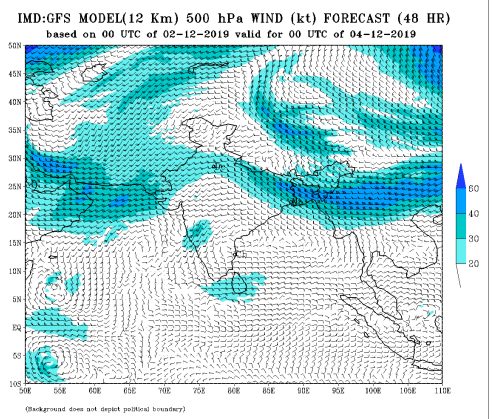 IMD:GFS MODEL(12 Km) 500 hPa WIND (kt) FORECAST (48 HR)
based on 00 UTC of 02-12-2019 valid for 00 UTC of 04-12-2019
50N
45N
40N
35N
30N
25N
20N
15N
10N
5N
EQ
5S
10S
50E 55E 60E 65E 70E 75E 80E 85E 90E 95E 100E 105E 110E
60
50
40
30
20
(Background does not depict political boundary)